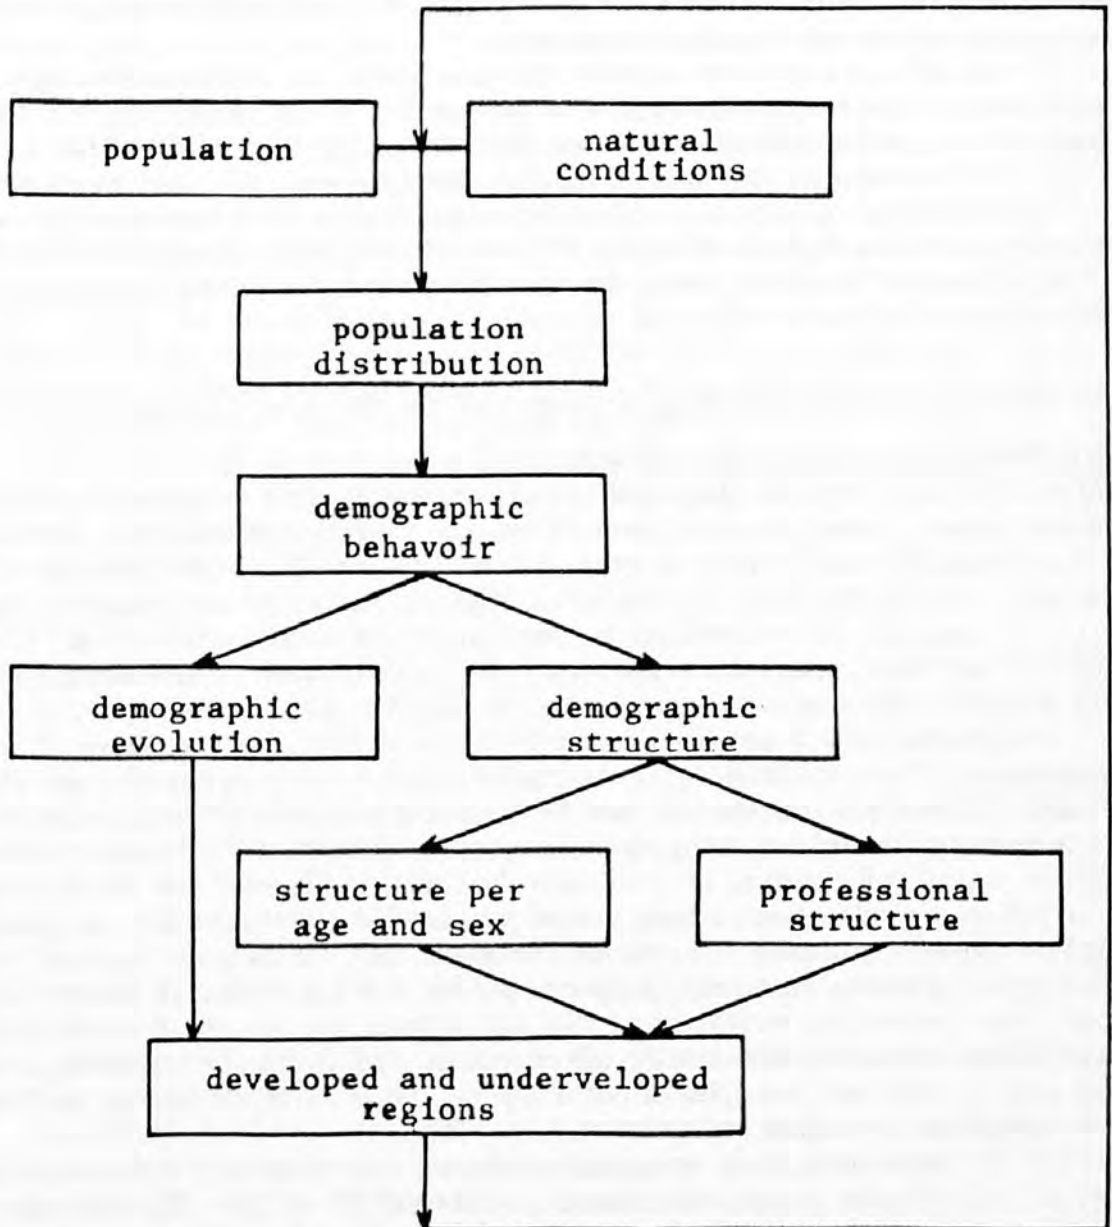 population
natural
conditions
population
distribution
demographic
behavoir
demographic
evolution
demographic
structure
structure per
age and sex
professional
structure
developed and underveloped
regions